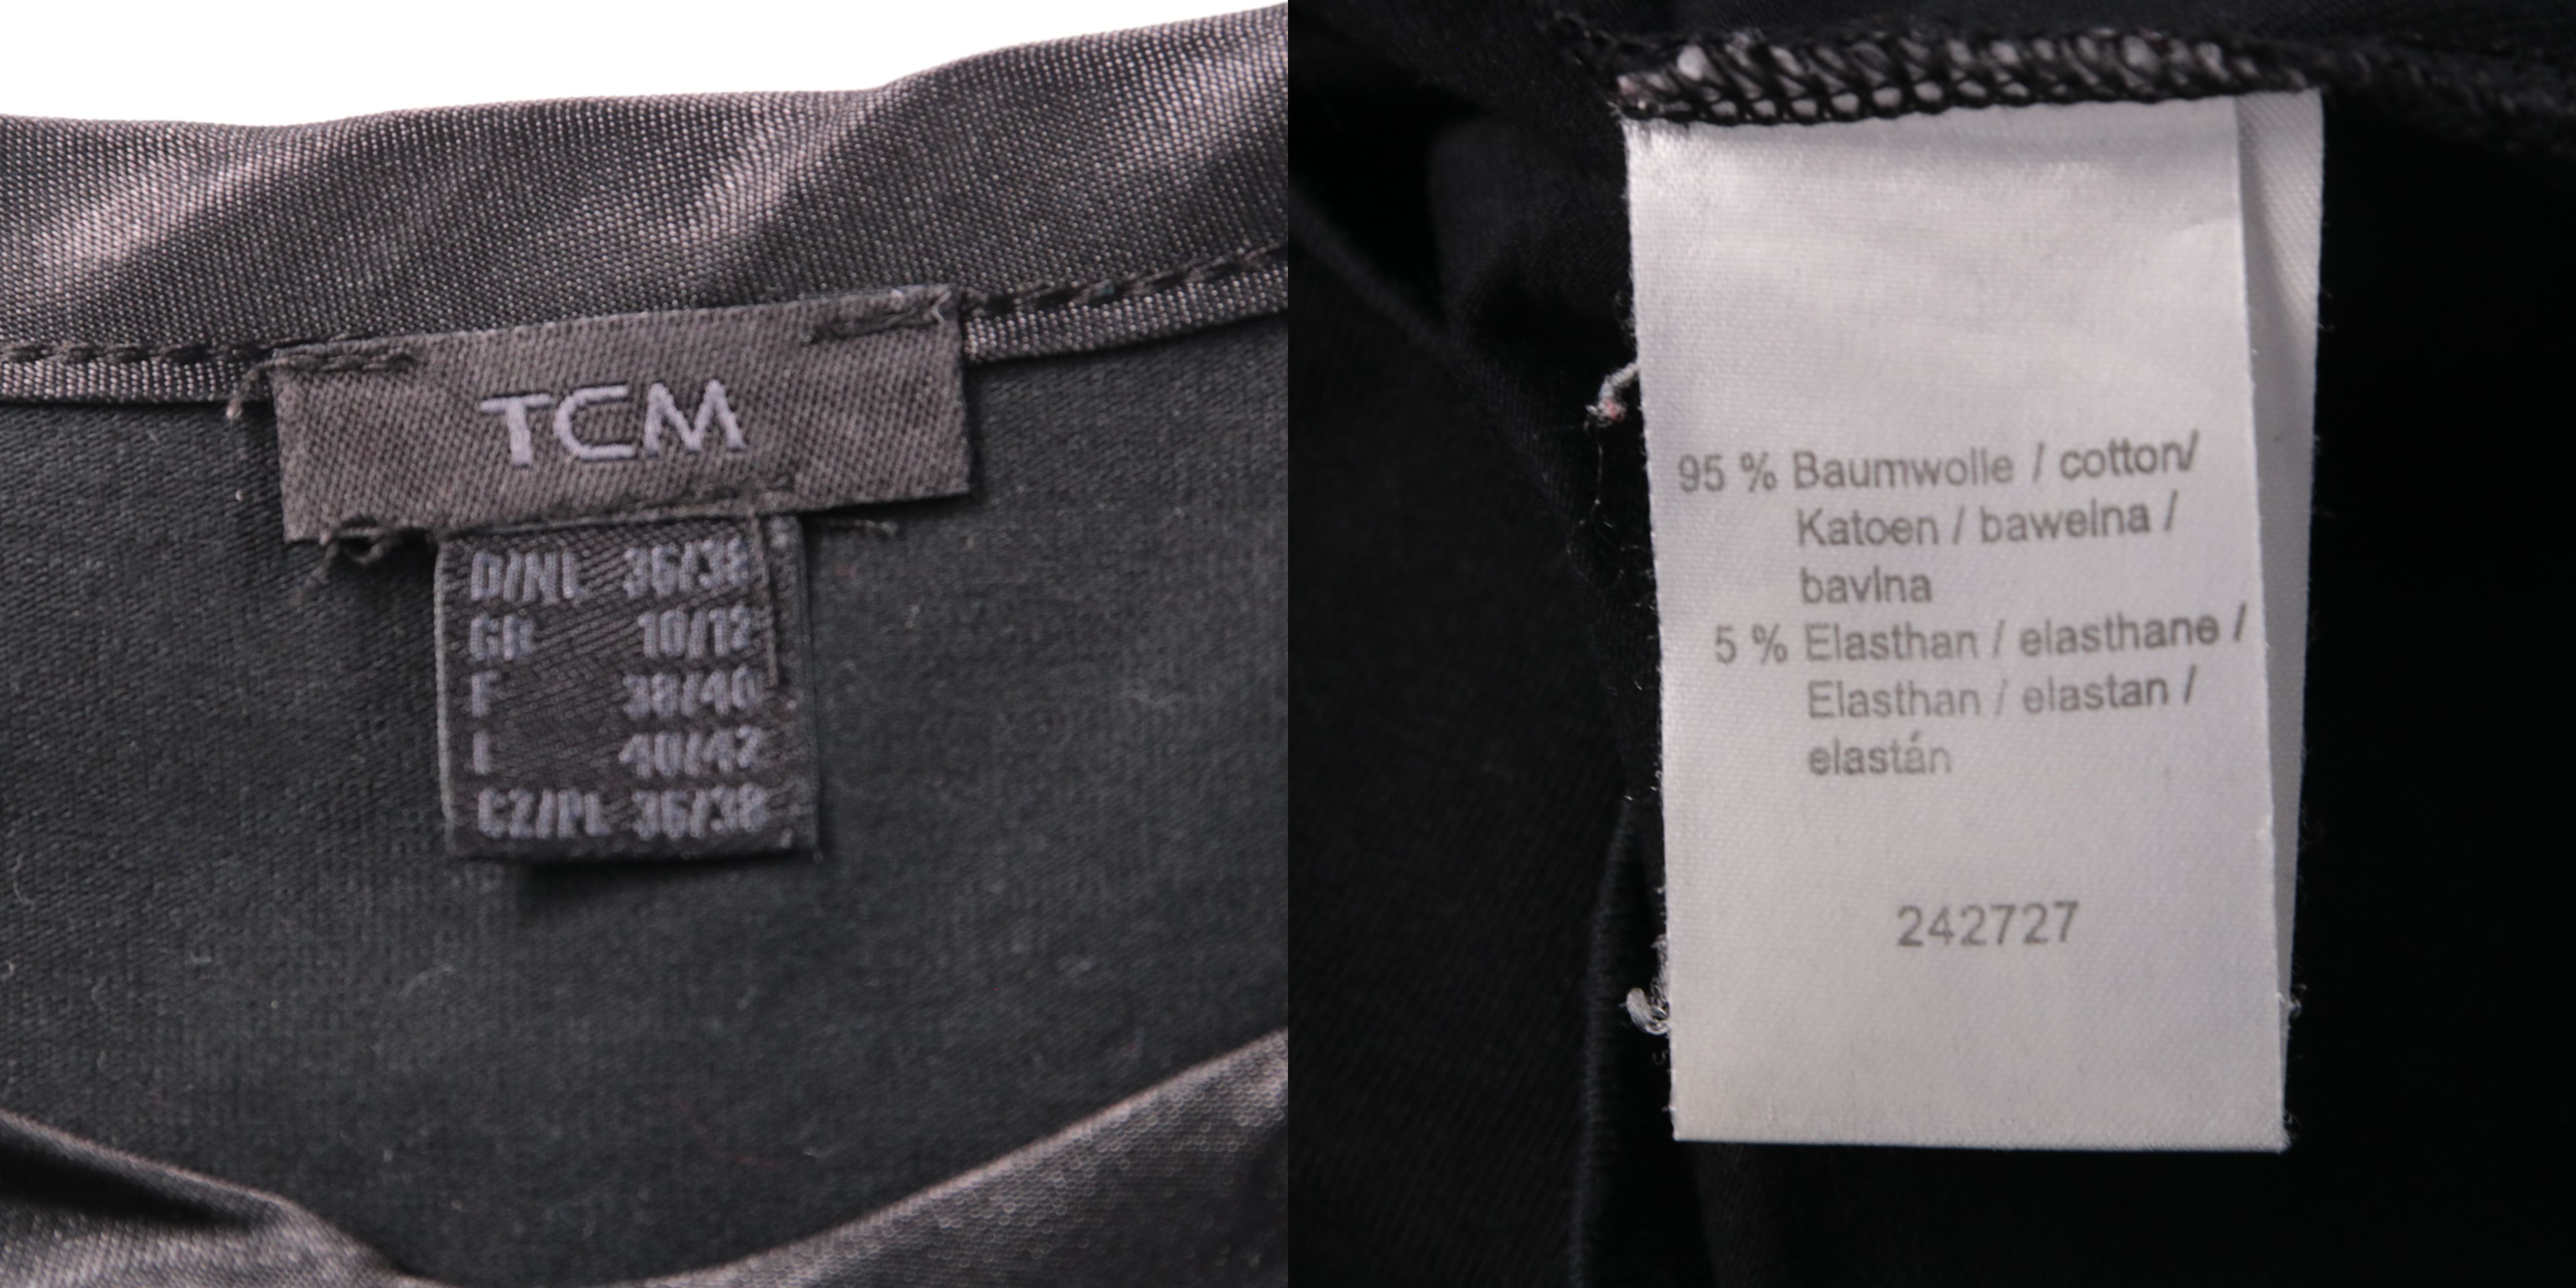 TCM
D/NL 36/38
GB 10/12
F 38/40
I 40/42
CZ/PL 36/38
95 % Baumwolle / cotton/
Katoen / bawełna /
bavlna
5 % Elasthan / elasthane /
Elasthan / elastan /
elastán
242727